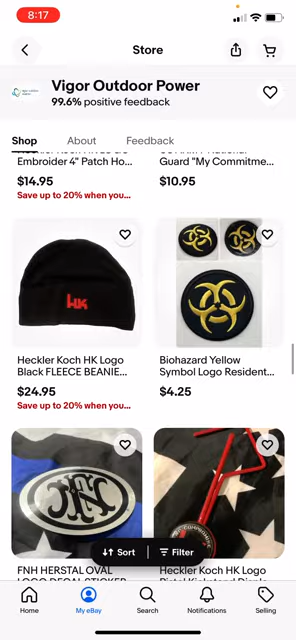 8:17
Store
Vigor Outdoor Power
99.6% positive feedback
Shop
About
Feedback
Embroider 4" Patch Ho...
Guard "My Commitme...
$14.95
$10.95
Save up to 20% when you...
HK
Heckler Koch HK Logo
Black FLEECE BEANIE...
Biohazard Yellow
Symbol Logo Resident...
$24.95
$4.25
Save up to 20% when you...
FN
FNH HERSTAL OVAL
Heckler Koch HK Logo
Sort
Filter
Home
My eBay
Search
Notifications
Selling